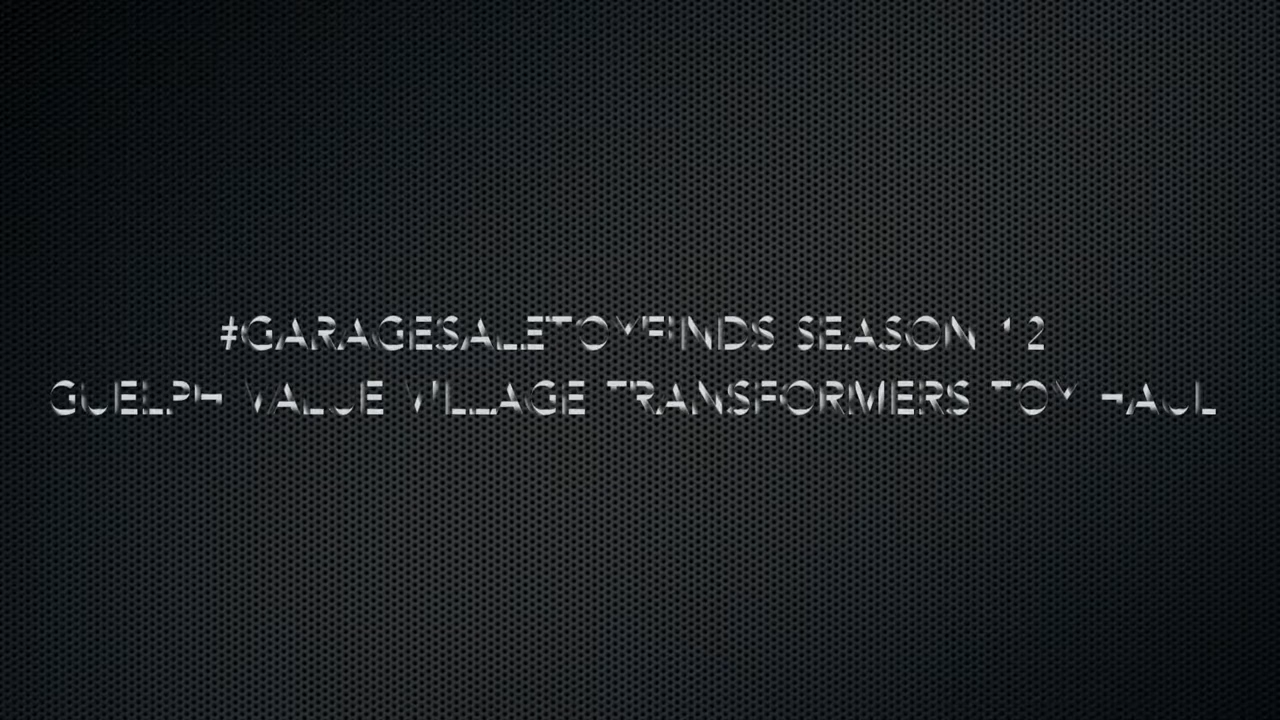 #GARAGESALETOYFINDS SEASON 12
GUELPH VALUE VILLAGE TRANSFORMERS TOY HAUL